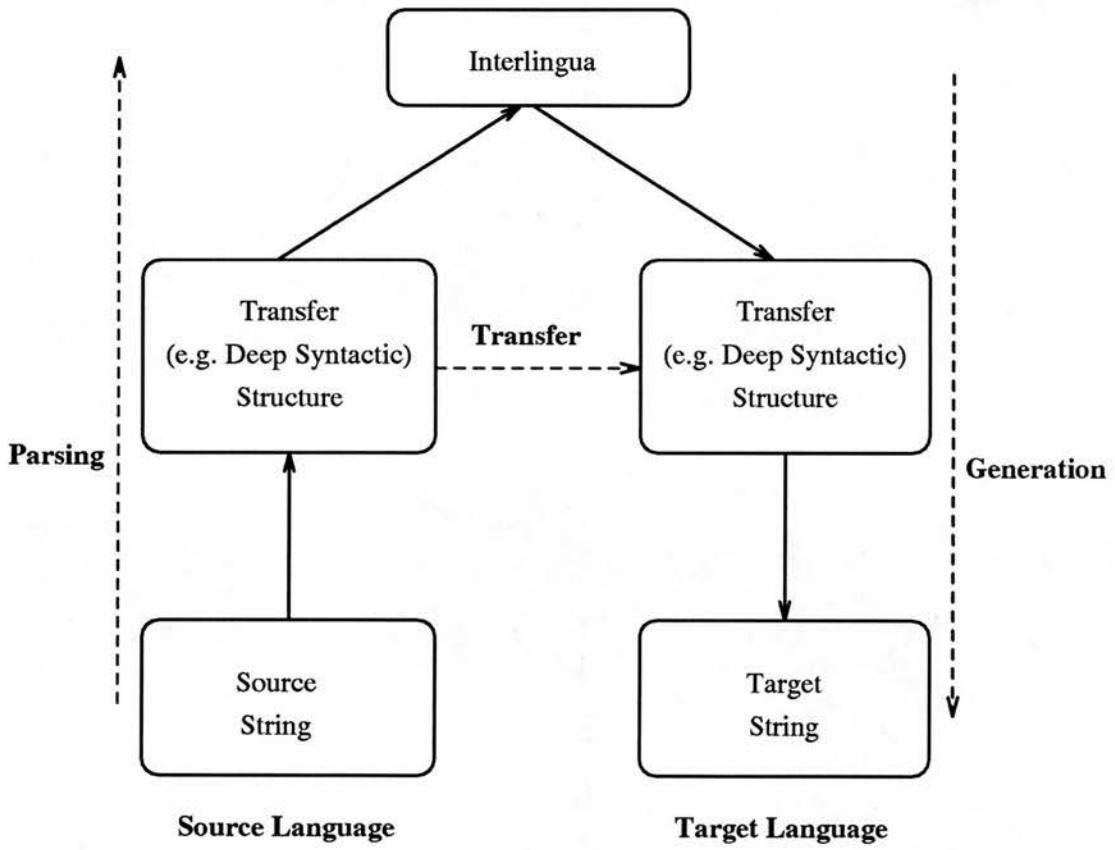 Interlingua
Transfer
(e.g. Deep Syntactic)
Structure
Transfer
Transfer
(e.g. Deep Syntactic)
Structure
Parsing
Generation
Source
String
Target
String
Source Language
Target Language